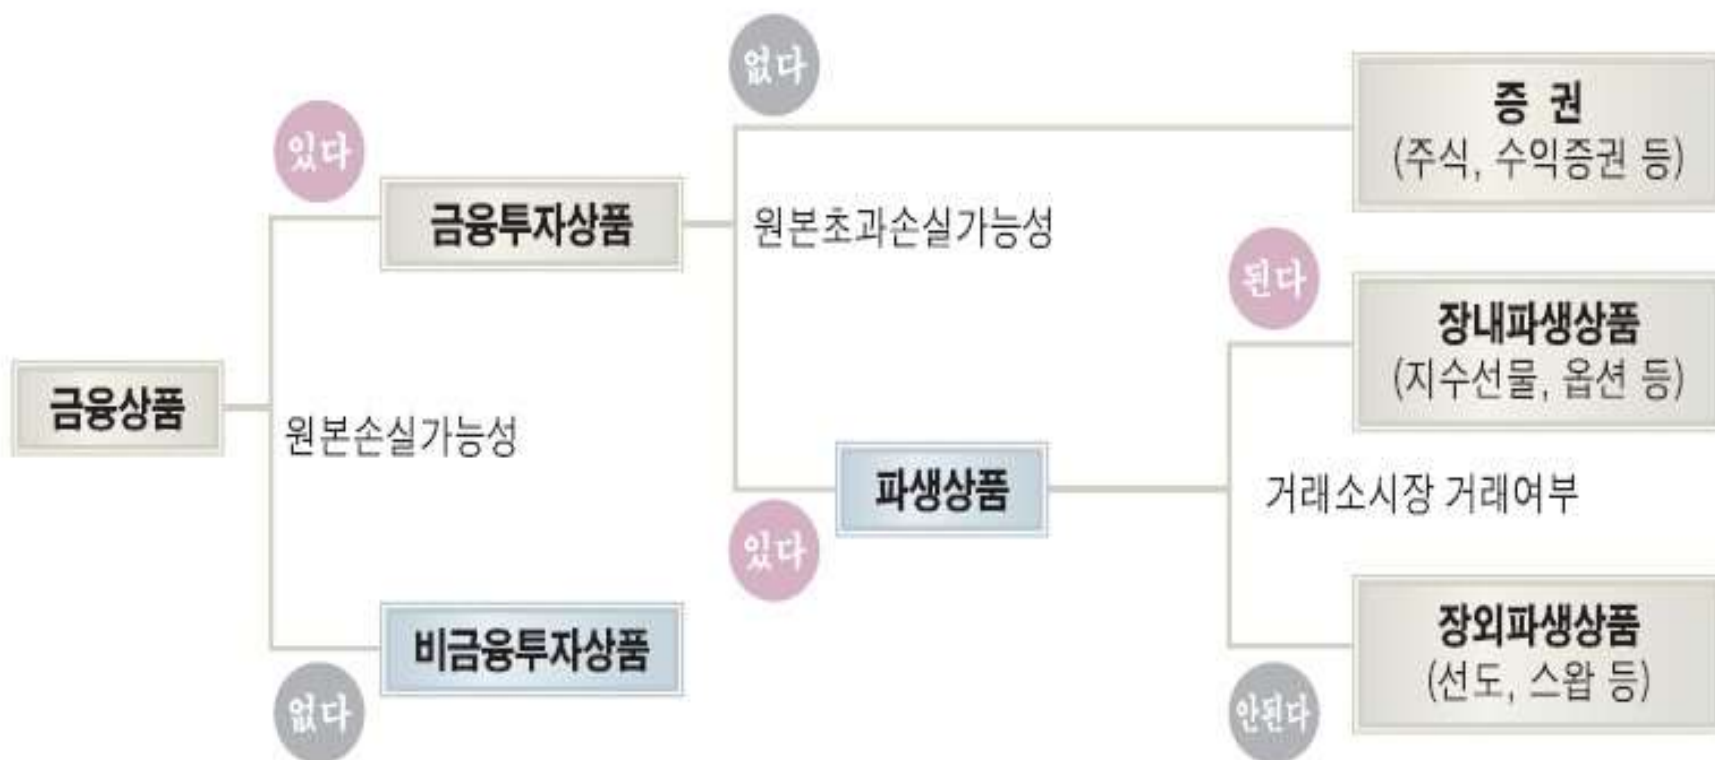 없다
증 권
(주식, 수익증권 등)
있다
금융투자상품
원본초과손실가능성
된다
장내파생상품
(지수선물, 옵션 등)
금융상품
원본손실가능성
파생상품
거래소시장 거래여부
있다
비금융투자상품
장외파생상품
(선도, 스왑 등)
없다
안된다